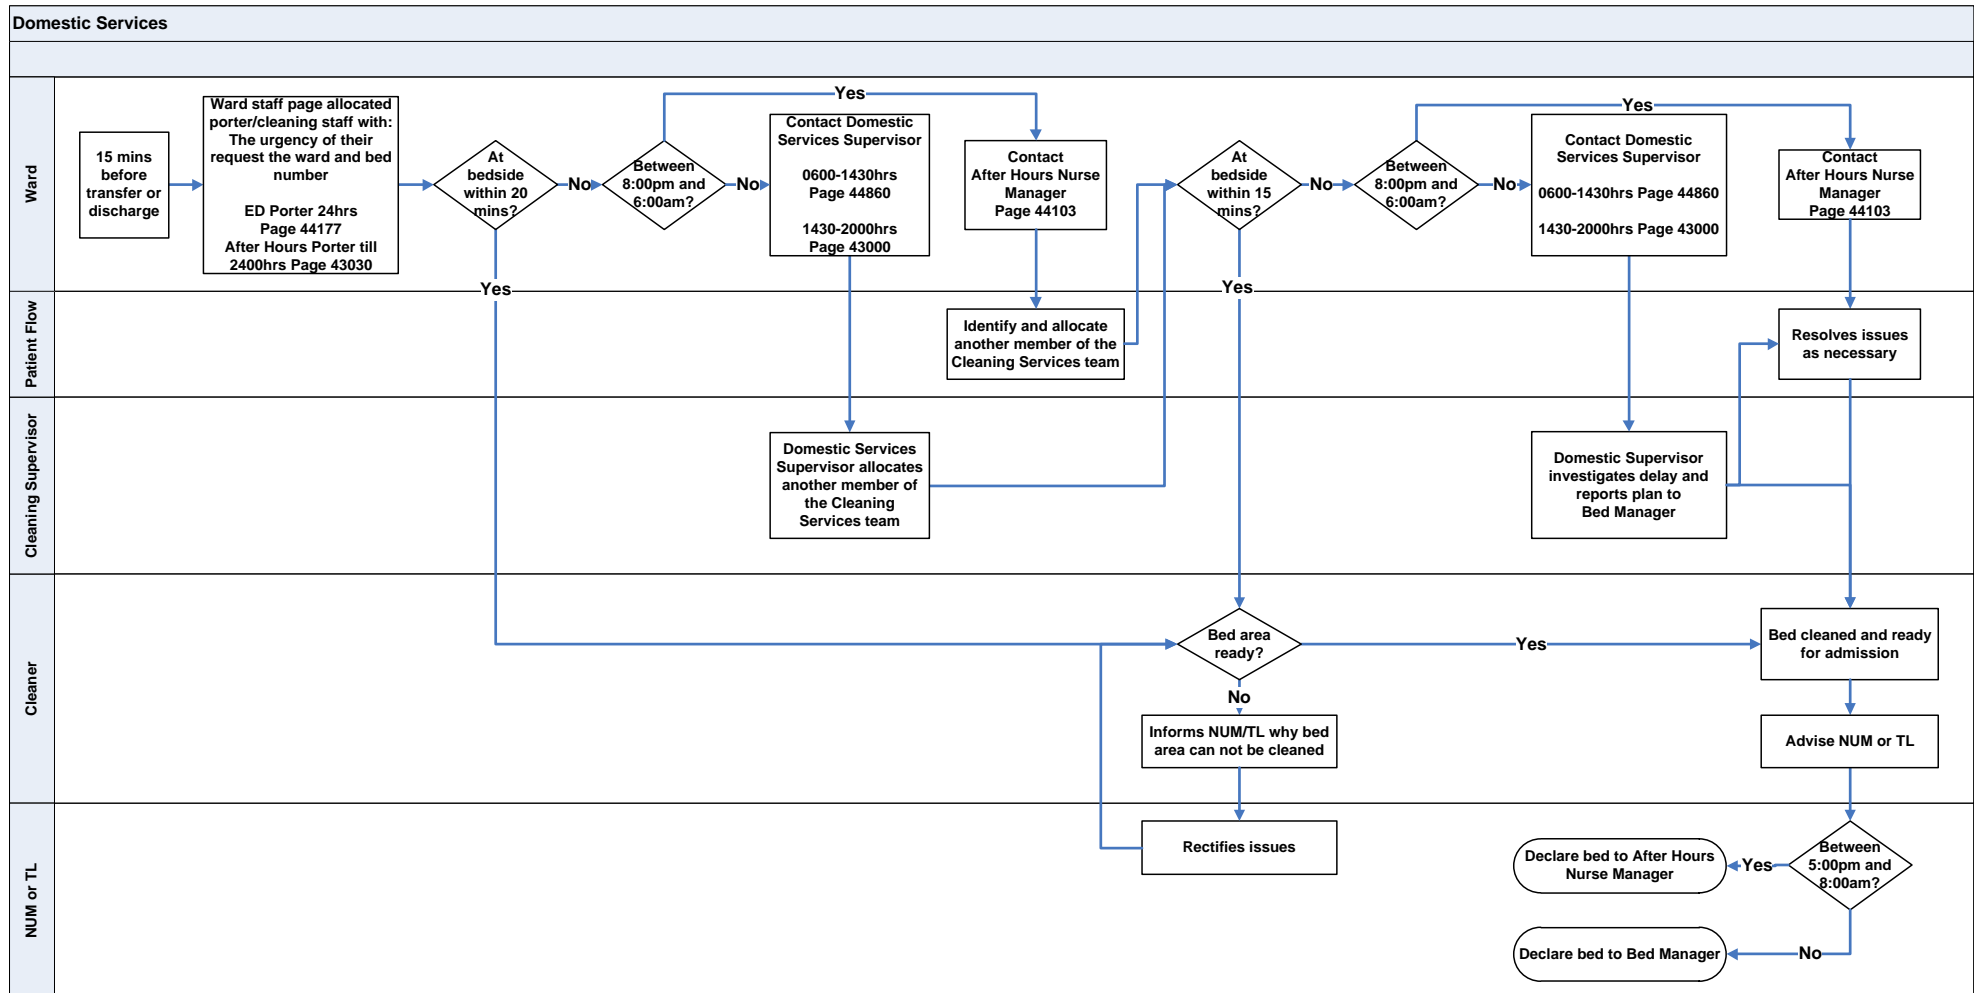 Domestic Services
Ward
15 mins
before
transfer or
discharge
Ward staff page allocated
porter/cleaning staff with:
The urgency of their
request the ward and bed
number
ED Porter 24hrs
Page 44177
After Hours Porter till
2400hrs Page 43030
At
bedside
within 20
mins?
No
Yes
Between
8:00pm and
6:00am?
Yes
No
Contact Domestic
Services Supervisor
0600-1430hrs
Page 44860
1430-2000hrs
Page 43000
Contact
After Hours Nurse
Manager
Page 44103
At
bedside
within 15
mins?
No
Yes
Between
8:00pm and
6:00am?
Yes
No
Contact Domestic
Services Supervisor
0600-1430hrs Page 44860
1430-2000hrs Page 43000
Contact
After Hours Nurse
Manager
Page 44103
Patient Flow
Identify and allocate
another member of the
Cleaning Services team
Resolves issues
as necessary
Cleaning Supervisor
Domestic Services
Supervisor allocates
another member of
the Cleaning
Services team
Domestic Supervisor
investigates delay and
reports plan to
Bed Manager
Cleaner
Bed area
ready?
Yes
No
Bed cleaned and ready
for admission
Informs NUM/TL why bed
area can not be cleaned
Advise NUM or TL
NUM or TL
Rectifies issues
Between
5:00pm and
8:00am?
Yes
Declare bed to After Hours
Nurse Manager
No
Declare bed to Bed Manager